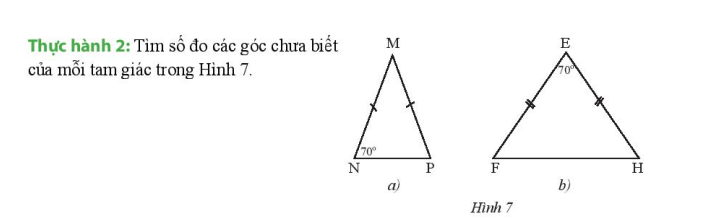 Thực hành 2: Tìm số đo các góc chưa biết
của mỗi tam giác trong Hình 7.
M
70°
N
P
a)
E
70°
F
H
b)
Hình 7